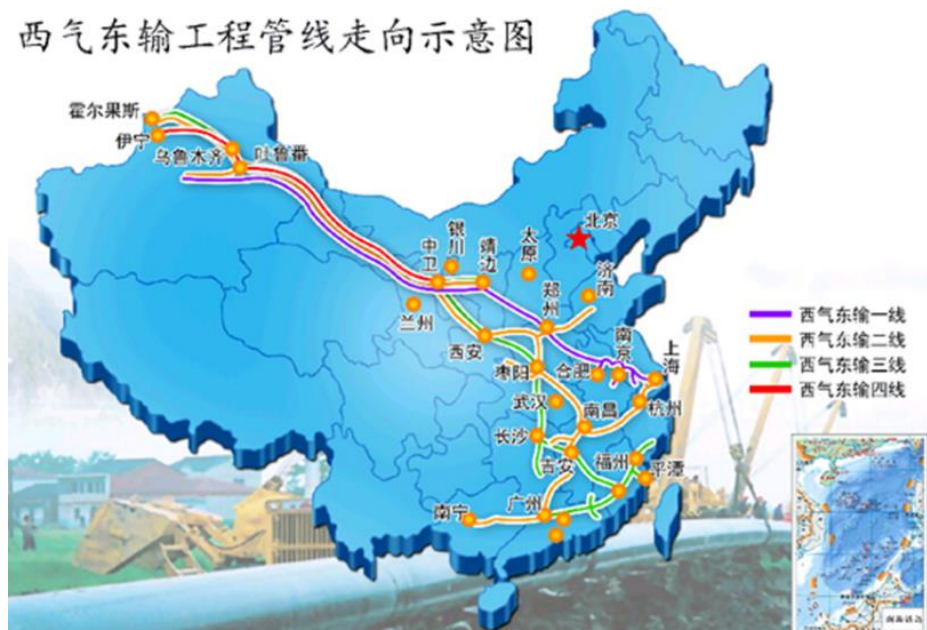 西气东输工程管线走向示意图
霍尔果斯
伊宁
乌鲁木齐
吐鲁番
北京
银川
中卫
靖边
太原
济南
郑州
兰州
西安
西气东输一线
西气东输二线
西气东输三线
西气东输四线
南京
上海
枣阳
合肥
武汉
南昌
杭州
长沙
吉安
福州
平潭
广州
南宁
南海诸岛